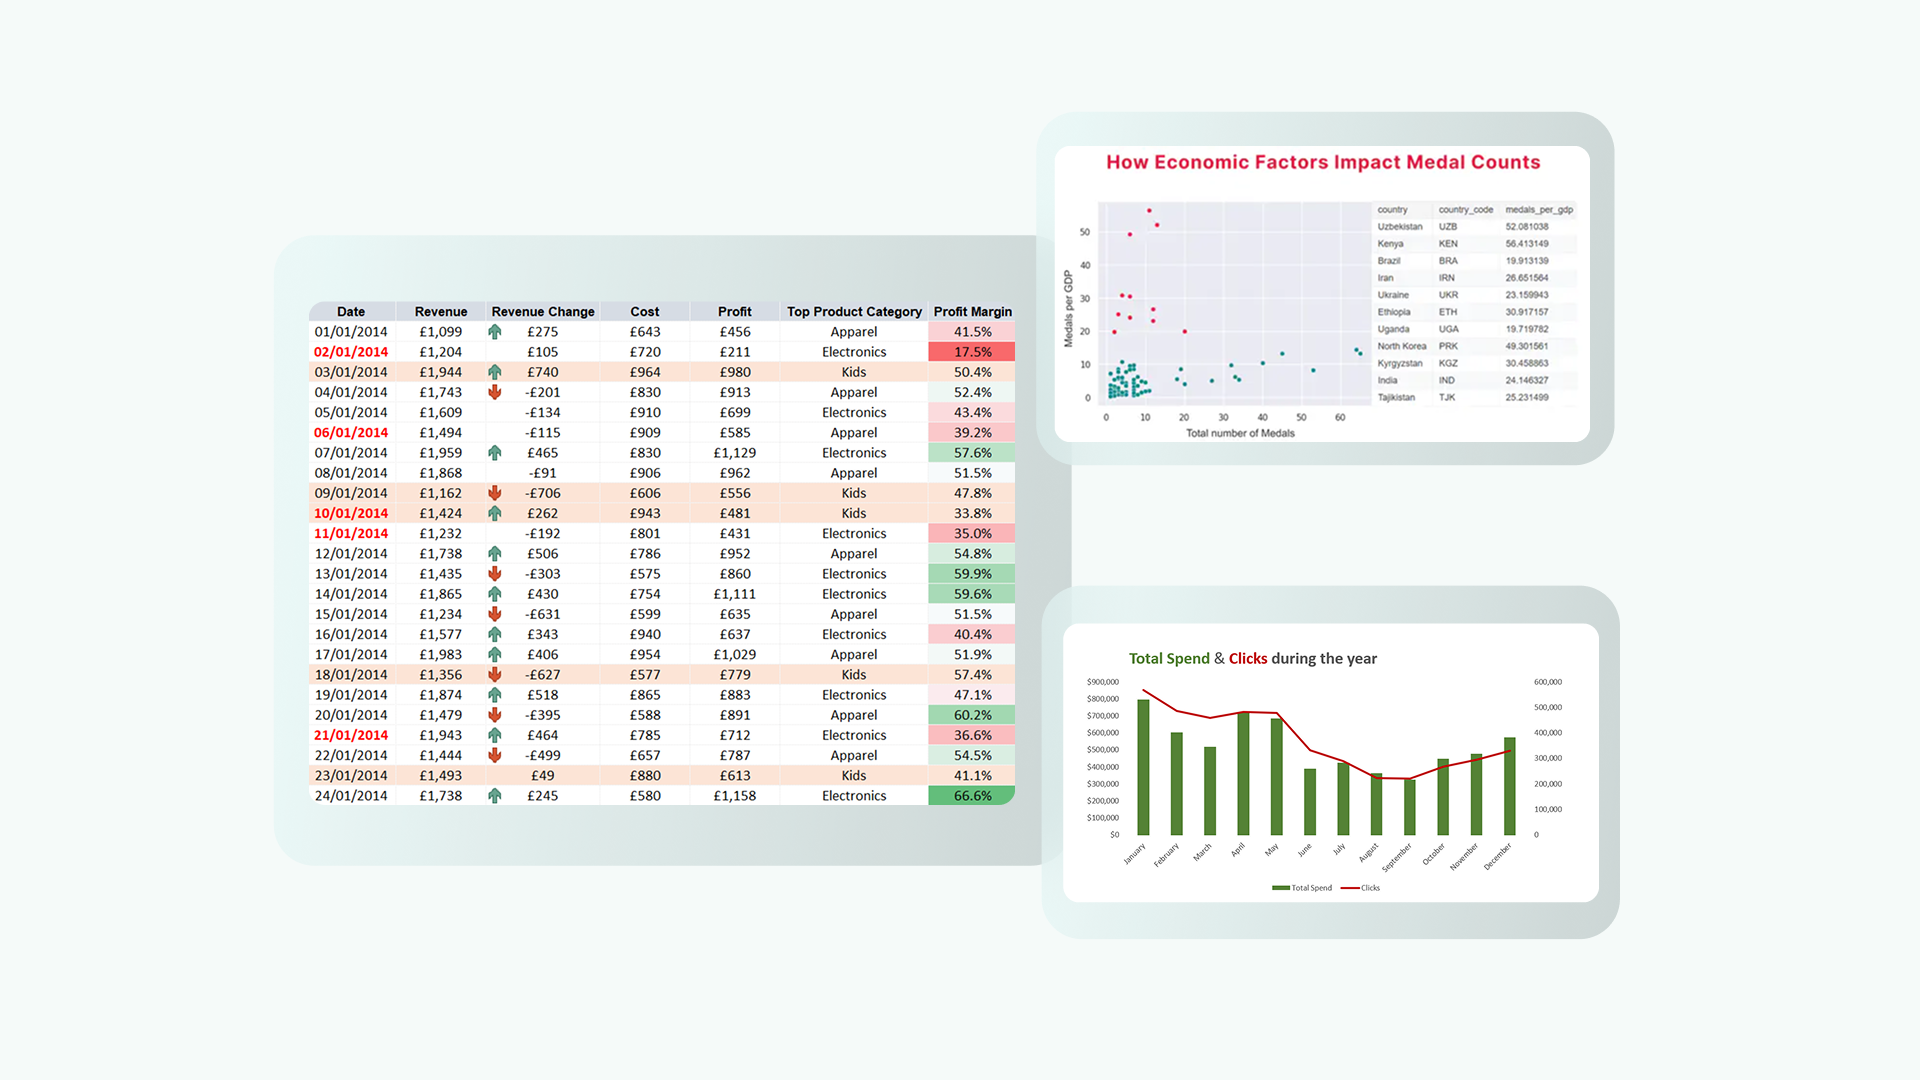 Date Revenue Revenue Change Cost Profit Top Product Category Profit Margin
01/01/2014 £1,099 £275 £643 £456 Apparel 41.5%
02/01/2014 £1,204 £105 £720 £211 Electronics 17.5%
03/01/2014 £1,944 £740 £964 £980 Kids 50.4%
04/01/2014 £1,743 -£201 £830 £913 Apparel 52.4%
05/01/2014 £1,609 -£134 £910 £699 Electronics 43.4%
06/01/2014 £1,494 -£115 £909 £585 Apparel 39.2%
07/01/2014 £1,959 £465 £830 £1,129 Electronics 57.6%
08/01/2014 £1,868 -£91 £906 £962 Apparel 51.5%
09/01/2014 £1,162 -£706 £606 £556 Kids 47.8%
10/01/2014 £1,424 £262 £943 £481 Kids 33.8%
11/01/2014 £1,232 -£192 £801 £431 Electronics 35.0%
12/01/2014 £1,738 £506 £786 £952 Apparel 54.8%
13/01/2014 £1,435 -£303 £575 £860 Electronics 59.9%
14/01/2014 £1,865 £430 £754 £1,111 Electronics 59.6%
15/01/2014 £1,234 -£631 £599 £635 Apparel 51.5%
16/01/2014 £1,577 £343 £940 £637 Electronics 40.4%
17/01/2014 £1,983 £406 £954 £1,029 Apparel 51.9%
18/01/2014 £1,356 -£627 £577 £779 Kids 57.4%
19/01/2014 £1,874 £518 £865 £883 Electronics 47.1%
20/01/2014 £1,479 -£395 £588 £891 Apparel 60.2%
21/01/2014 £1,943 £464 £785 £712 Electronics 36.6%
22/01/2014 £1,444 -£499 £657 £787 Apparel 54.5%
23/01/2014 £1,493 £49 £880 £613 Kids 41.1%
24/01/2014 £1,738 £245 £580 £1,158 Electronics 66.6%
How Economic Factors Impact Medal Counts
Medals per GDP
50
40
30
20
10
0
0 10 20 30 40 50 60
Total number of Medals
country country_code medals_per_gdp
Uzbekistan UZB 52.081038
Kenya KEN 56.413149
Brazil BRA 19.913139
Iran IRN 26.651564
Ukraine UKR 23.159943
Ethiopia ETH 30.917157
Uganda UGA 19.719782
North Korea PRK 49.301561
Kyrgyzstan KGZ 30.458863
India IND 24.146327
Tajikistan TJK 25.231499
Total Spend & Clicks during the year
$900,000
$800,000
$700,000
$600,000
$500,000
$400,000
$300,000
$200,000
$100,000
$0
600,000
500,000
400,000
300,000
200,000
100,000
0
January February March April May June July August September October November December
Total Spend Clicks